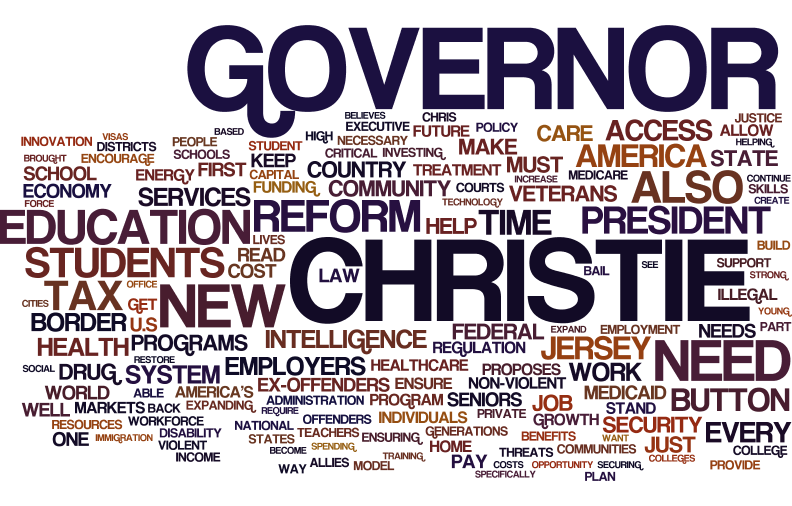 GOVERNOR
BELIEVES CHRIS JUSTICE
INNOVATION VISAS DISTRICTS PEOPLE BASED HIGH EXECUTIVE FUTURE POLICY CARE ACCESS ALLOW
BROUGHT ENCOURAGE SCHOOLS STUDENT NECESSARY CRITICAL INVESTING MAKE AMERICA STATE HELPING
SCHOOL ENERGY FIRST KEEP CAPITAL COUNTRY TREATMENT MUST INCREASE MEDICARE ALSO CONTINUE
ECONOMY SERVICES FUNDING COMMUNITY COURTS VETERANS SKILLS
FORCE TECHNOLOGY CREATE
EDUCATION REFORM HELP TIME PRESIDENT
LIVES BUILD
STUDENTS READ CHRISTIE
COST LAW BAIL SEE SUPPORT STRONG
TAX OFFICE NEW ILLEGAL
CITIES GET YOUNG
BORDER U.S
HEALTH PROGRAMS INTELLIGENCE FEDERAL EXPAND EMPLOYMENT NEEDS PART
RESTORE REGULATION JERSEY NEED
SOCIAL DRUG SYSTEM EMPLOYERS HEALTHCARE PROPOSES WORK
WORLD ABLE AMERICA'S EX-OFFENDERS ENSURE NON-VIOLENT MEDICAID BUTTON
WELL MARKETS BACK EXPANDING ADMINISTRATION PROGRAM SENIORS JOB STAND
RESOURCES WORKFORCE REQUIRE OFFENDERS INDIVIDUALS PRIVATE GROWTH SECURITY EVERY
ONE IMMIGRATION DISABILITY NATIONAL STATES TEACHERS ENSURING GENERATIONS BENEFITS WANT JUST
VIOLENT BECOME SPENDING HOME THREATS COMMUNITIES COLLEGE
INCOME WAY ALLIES MODEL TRAINING PAY COSTS OPPORTUNITY SECURING COLLEGES PROVIDE
SPECIFICALLY PLAN